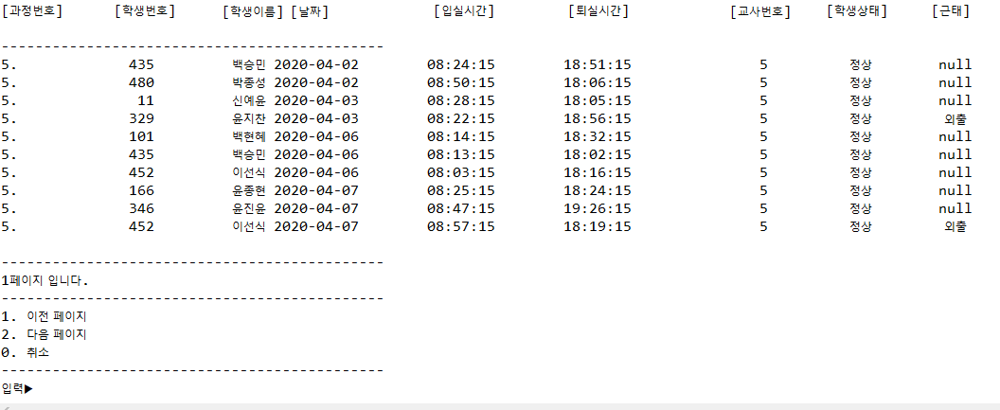 [과정번호] [학생번호] [학생이름] [날짜] [입실시간] [퇴실시간] [교사번호] [학생상태] [근태]
---------------------------------------------
5. 435 백승민 2020-04-02 08:24:15 18:51:15 5 정상 null
5. 480 박종성 2020-04-02 08:50:15 18:06:15 5 정상 null
5. 11 신예윤 2020-04-03 08:28:15 18:05:15 5 정상 null
5. 329 윤지찬 2020-04-03 08:22:15 18:56:15 5 정상 외출
5. 101 백현혜 2020-04-06 08:14:15 18:32:15 5 정상 null
5. 435 백승민 2020-04-06 08:13:15 18:02:15 5 정상 null
5. 452 이선식 2020-04-06 08:03:15 18:16:15 5 정상 null
5. 166 윤종현 2020-04-07 08:25:15 18:24:15 5 정상 null
5. 346 윤진윤 2020-04-07 08:47:15 19:26:15 5 정상 null
5. 452 이선식 2020-04-07 08:57:15 18:19:15 5 정상 외출
---------------------------------------------
1페이지 입니다.
---------------------------------------------
1. 이전 페이지
2. 다음 페이지
0. 취소
---------------------------------------------
입력▶